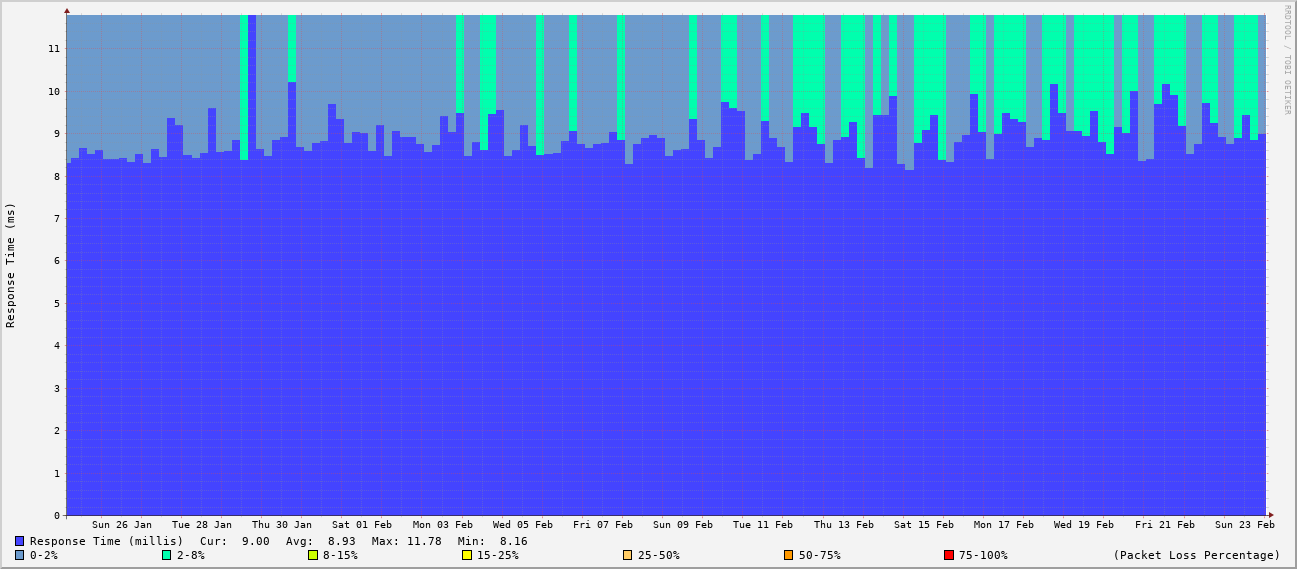 RRDTOOL / TOBI OETIKER
Response Time (ms)
11
10
9
8
7
6
5
4
3
2
1
0
Sun 26 Jan Tue 28 Jan Thu 30 Jan Sat 01 Feb Mon 03 Feb Wed 05 Feb Fri 07 Feb Sun 09 Feb Tue 11 Feb Thu 13 Feb Sat 15 Feb Mon 17 Feb Wed 19 Feb Fri 21 Feb Sun 23 Feb
Response Time (millis) Cur: 9.00 Avg: 8.93 Max: 11.78 Min: 8.16
0-2% 2-8% 8-15% 15-25% 25-50% 50-75% 75-100% (Packet Loss Percentage)